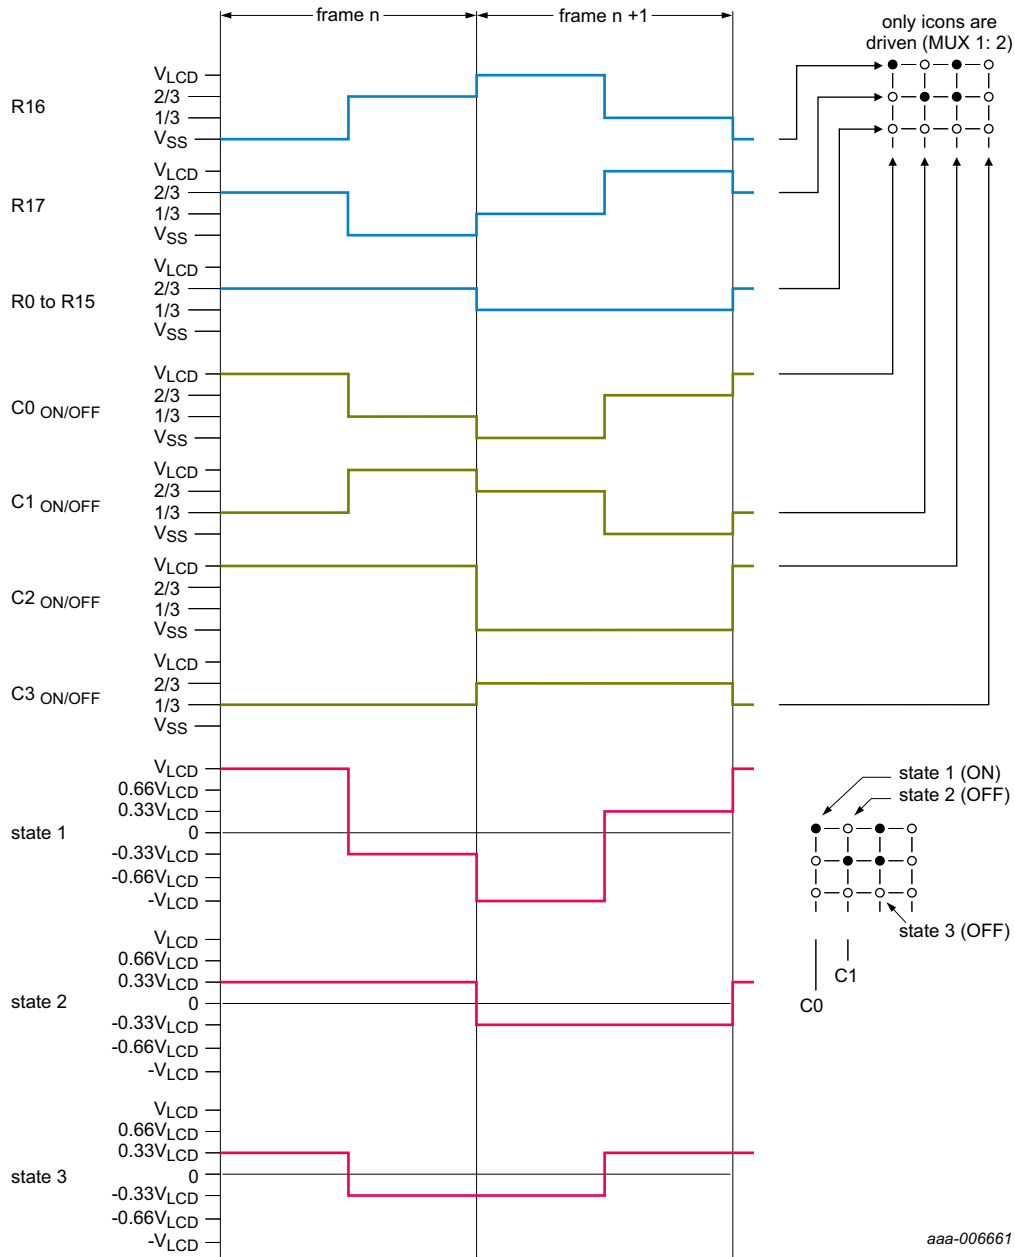 frame n
frame n +1
only icons are
driven (MUX 1: 2)
R16
VLCD
2/3
1/3
VSS
R17
VLCD
2/3
1/3
VSS
R0 to R15
VLCD
2/3
1/3
VSS
C0 ON/OFF
VLCD
2/3
1/3
VSS
C1 ON/OFF
VLCD
2/3
1/3
VSS
C2 ON/OFF
VLCD
2/3
1/3
VSS
C3 ON/OFF
VLCD
2/3
1/3
VSS
state 1
VLCD
0.66VLCD
0.33VLCD
0
-0.33VLCD
-0.66VLCD
-VLCD
state 1 (ON)
state 2 (OFF)
state 3 (OFF)
C1
C0
state 2
VLCD
0.66VLCD
0.33VLCD
0
-0.33VLCD
-0.66VLCD
-VLCD
state 3
VLCD
0.66VLCD
0.33VLCD
0
-0.33VLCD
-0.66VLCD
-VLCD
aaa-006661